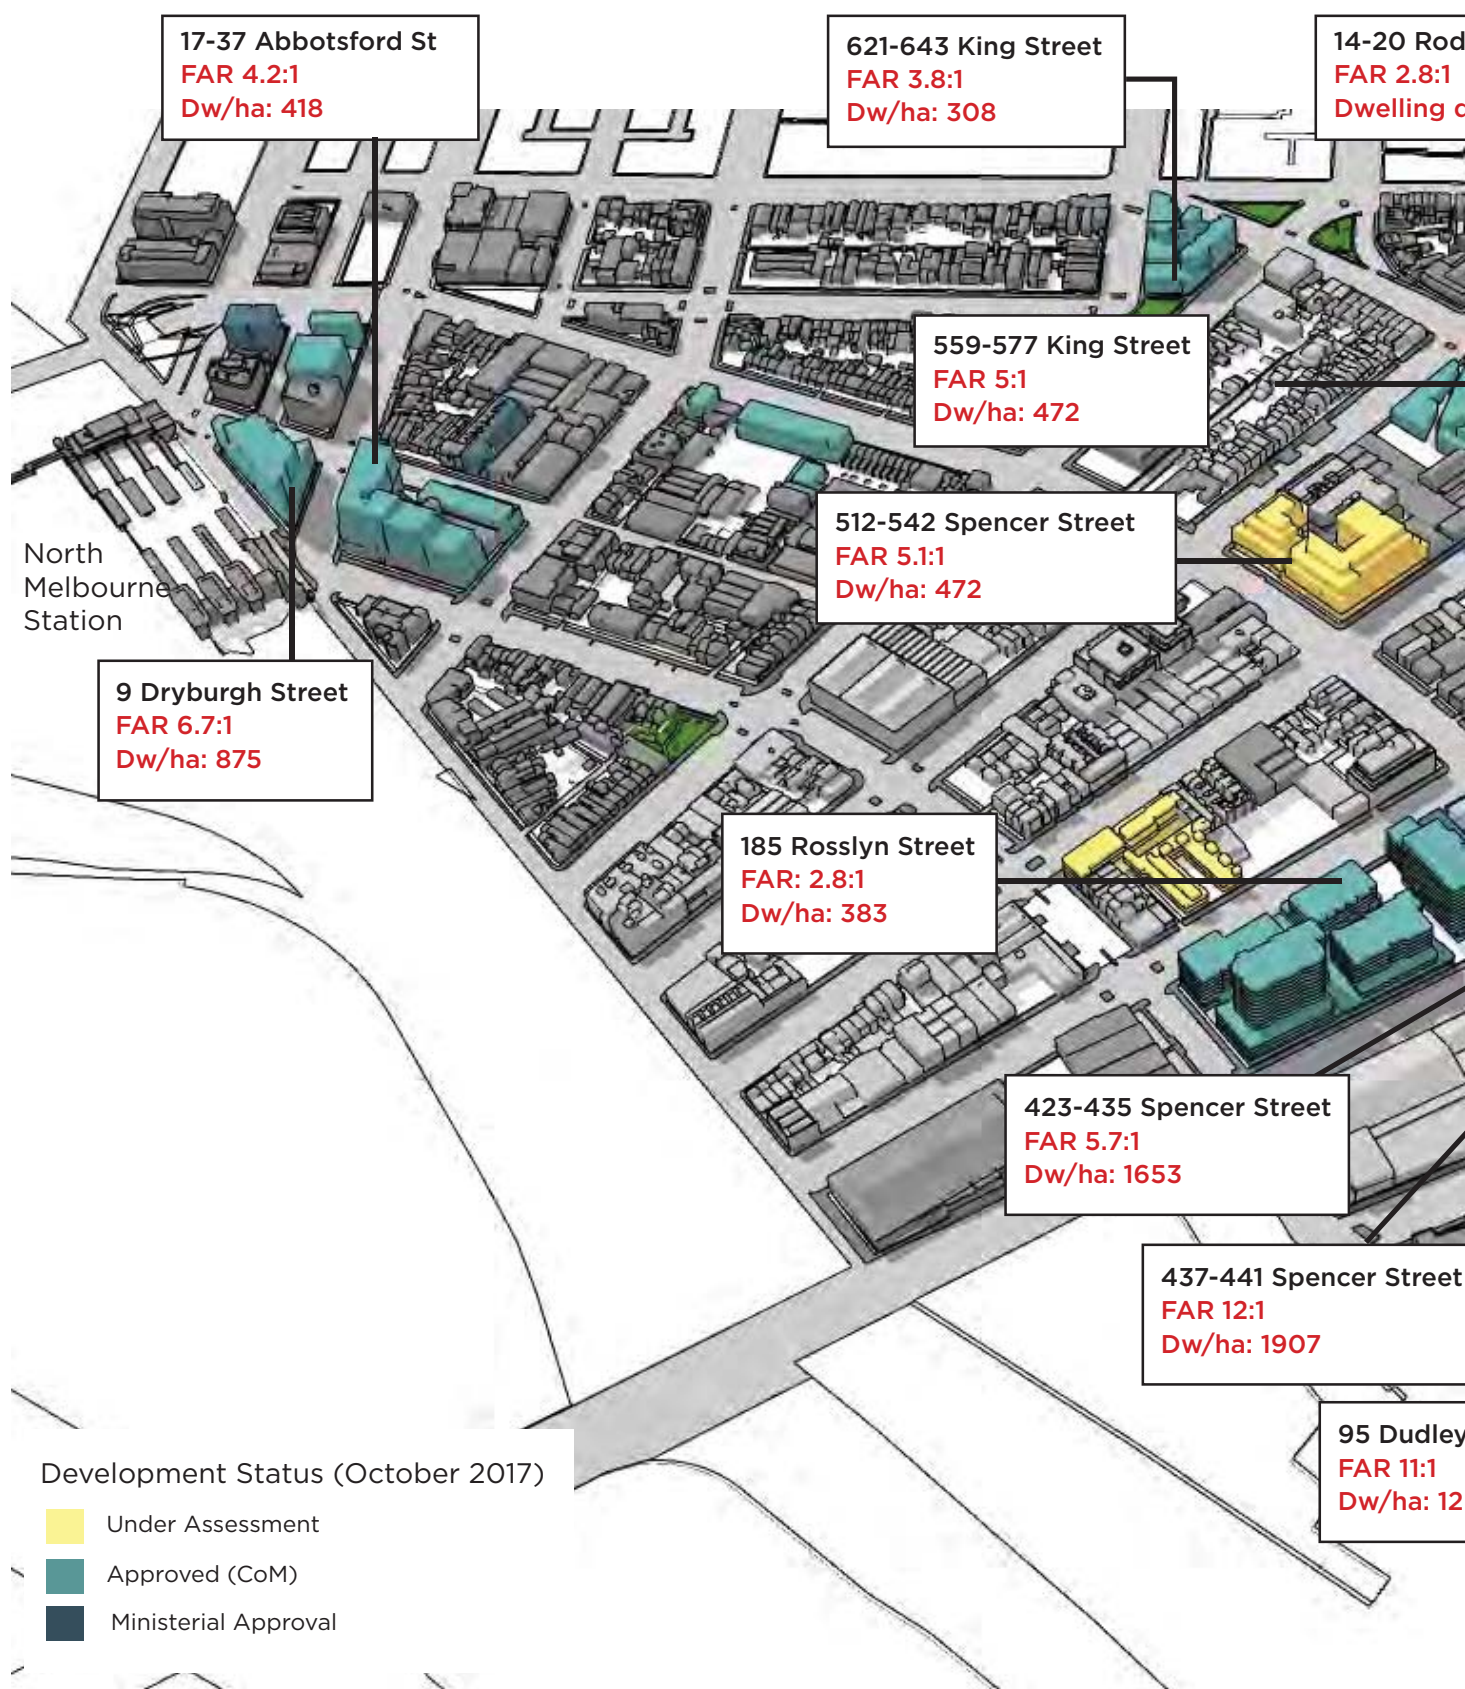 17-37 Abbotsford St
FAR 4.2:1
Dw/ha: 418
621-643 King Street
FAR 3.8:1
Dw/ha: 308
14-20 Rod
FAR 2.8:1
Dwelling
559-577 King Street
FAR 5:1
Dw/ha: 472
512-542 Spencer Street
FAR 5.1:1
Dw/ha: 472
North
Melbourne
Station
9 Dryburgh Street
FAR 6.7:1
Dw/ha: 875
185 Rosslyn Street
FAR: 2.8:1
Dw/ha: 383
423-435 Spencer Street
FAR 5.7:1
Dw/ha: 1653
437-441 Spencer Street
FAR 12:1
Dw/ha: 1907
95 Dudley
FAR 11:1
Dw/ha: 12
Development Status (October 2017)
Under Assessment
Approved (CoM)
Ministerial Approval